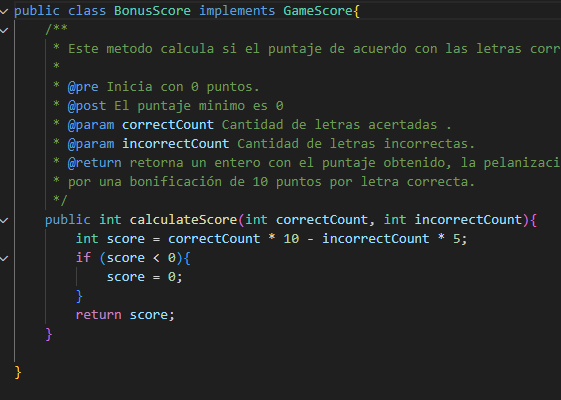 public class BonusScore implements GameScore{
/**
* Este metodo calcula si el puntaje de acuerdo con las letras
*
* @pre Inicia con 0 puntos.
* @post El puntaje minimo es 0
* @param correctCount Cantidad de letras acertadas .
* @param incorrectCount Cantidad de letras incorrectas.
* @return retorna un entero con el puntaje obtenido, la
* por una bonificación de 10 puntos por letra correcta.
*/
public int calculateScore(int correctCount, int incorrectCount){
int score = correctCount * 10 - incorrectCount * 5;
if (score < 0){
score = 0;
}
return score;
}
}